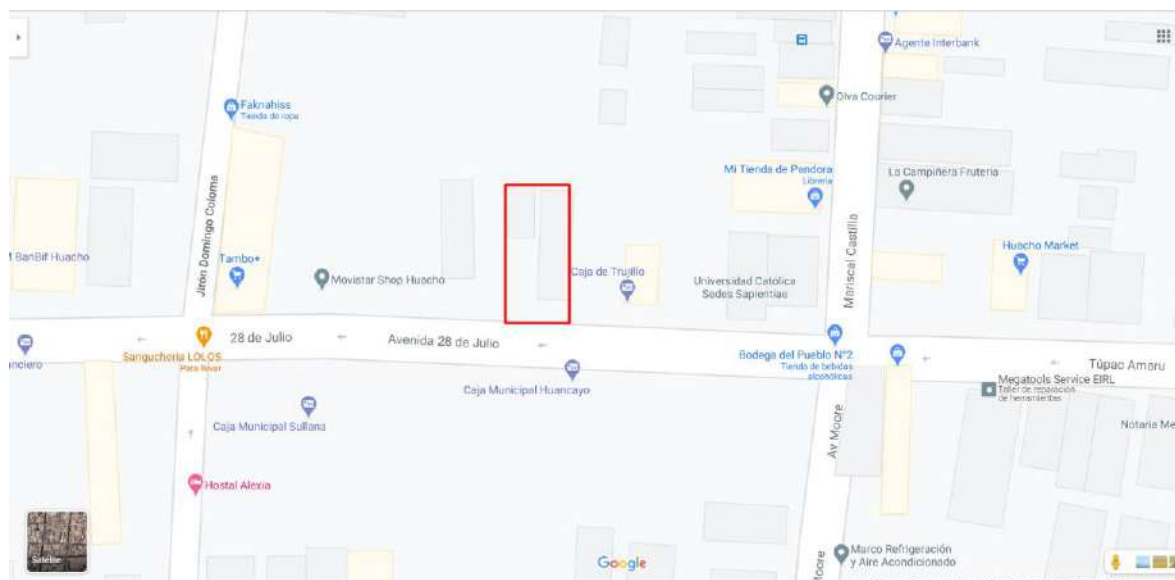 Agente Interbank
Olva Courier
Faknahiss
Tienda de ropa
Mi Tienda de Pandora
Librería
La Campiñera Frutería
Jirón Domingo Coloma
Mariscal Castilla
BanBif Huacho
Tambo+
Movistar Shop Huacho
Caja de Trujillo
Universidad Católica
Sedes Sapientiae
Huacho Market
28 de Julio
Avenida 28 de Julio
nciero
Sanguchería LOLOS
Para llevar
Bodega del Pueblo N°2
Tienda de bebidas
alcohólicas
Túpac Amaru
Caja Municipal Huancayo
Megatools Service EIRL
Taller de reparación
de herramientas
Caja Municipal Sullana
Notaria Me
Av Moore
Hostal Alexia
Satélite
Google
Moore
Marco Refrigeración
y Aire Acondicionado